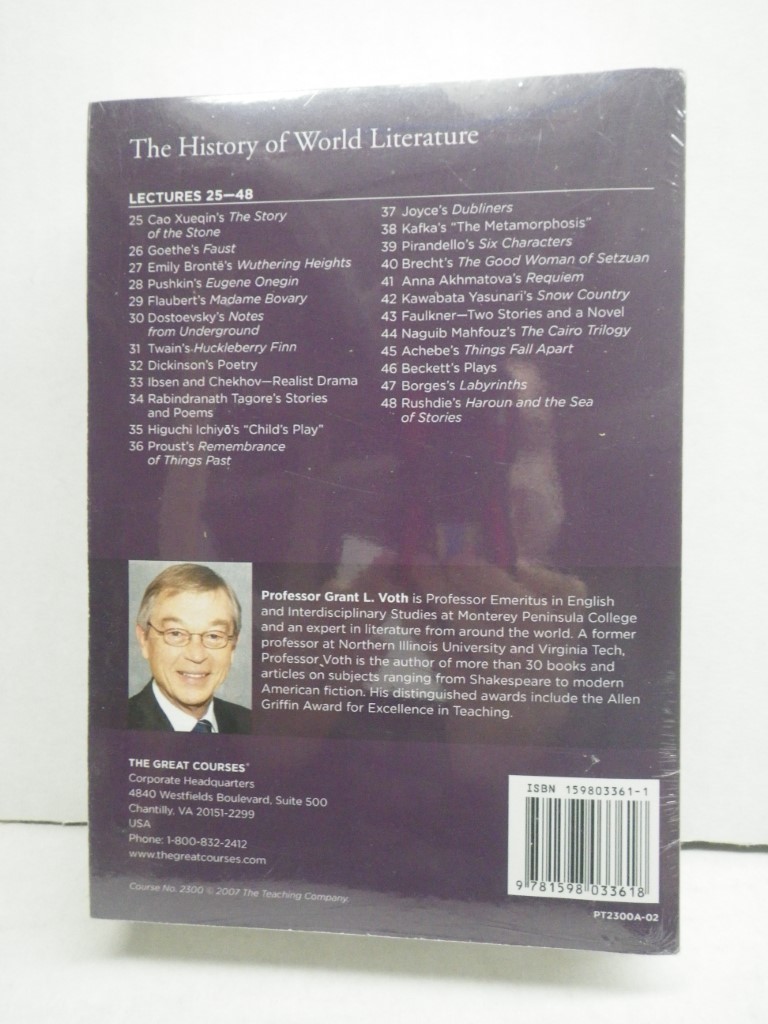 The History of World Literature
LECTURES 25—48
25 Cao Xueqin's The Story
of the Stone
26 Goethe's Faust
27 Emily Brontë's Wuthering Heights
28 Pushkin's Eugene Onegin
29 Flaubert's Madame Bovary
30 Dostoevsky's Notes
from Underground
31 Twain's Huckleberry Finn
32 Dickinson's Poetry
33 Ibsen and Chekhov—Realist Drama
34 Rabindranath Tagore's Stories
and Poems
35 Higuchi Ichiyō's "Child's Play"
36 Proust's Remembrance
of Things Past
37 Joyce's Dubliners
38 Kafka's "The Metamorphosis"
39 Pirandello's Six Characters
40 Brecht's The Good Woman of Setzuan
41 Anna Akhmatova's Requiem
42 Kawabata Yasunari's Snow Country
43 Faulkner—Two Stories and a Novel
44 Naguib Mahfouz's The Cairo Trilogy
45 Achebe's Things Fall Apart
46 Beckett's Plays
47 Borges's Labyrinths
48 Rushdie's Haroun and the Sea
of Stories
Professor Grant L. Voth is Professor Emeritus in English
and Interdisciplinary Studies at Monterey Peninsula College
and an expert in literature from around the world. A former
professor at Northern Illinois University and Virginia Tech,
Professor Voth is the author of more than 30 books and
articles on subjects ranging from Shakespeare to modern
American fiction. His distinguished awards include the Allen
Griffin Award for Excellence in Teaching.
THE GREAT COURSES®
Corporate Headquarters
4840 Westfields Boulevard, Suite 500
Chantilly, VA 20151-2299
USA
Phone: 1-800-832-2412
www.thegreatcourses.com
Course No. 2300 © 2007 The Teaching Company.
ISBN 159803361-1
9 781598 033618
PT2300A-02